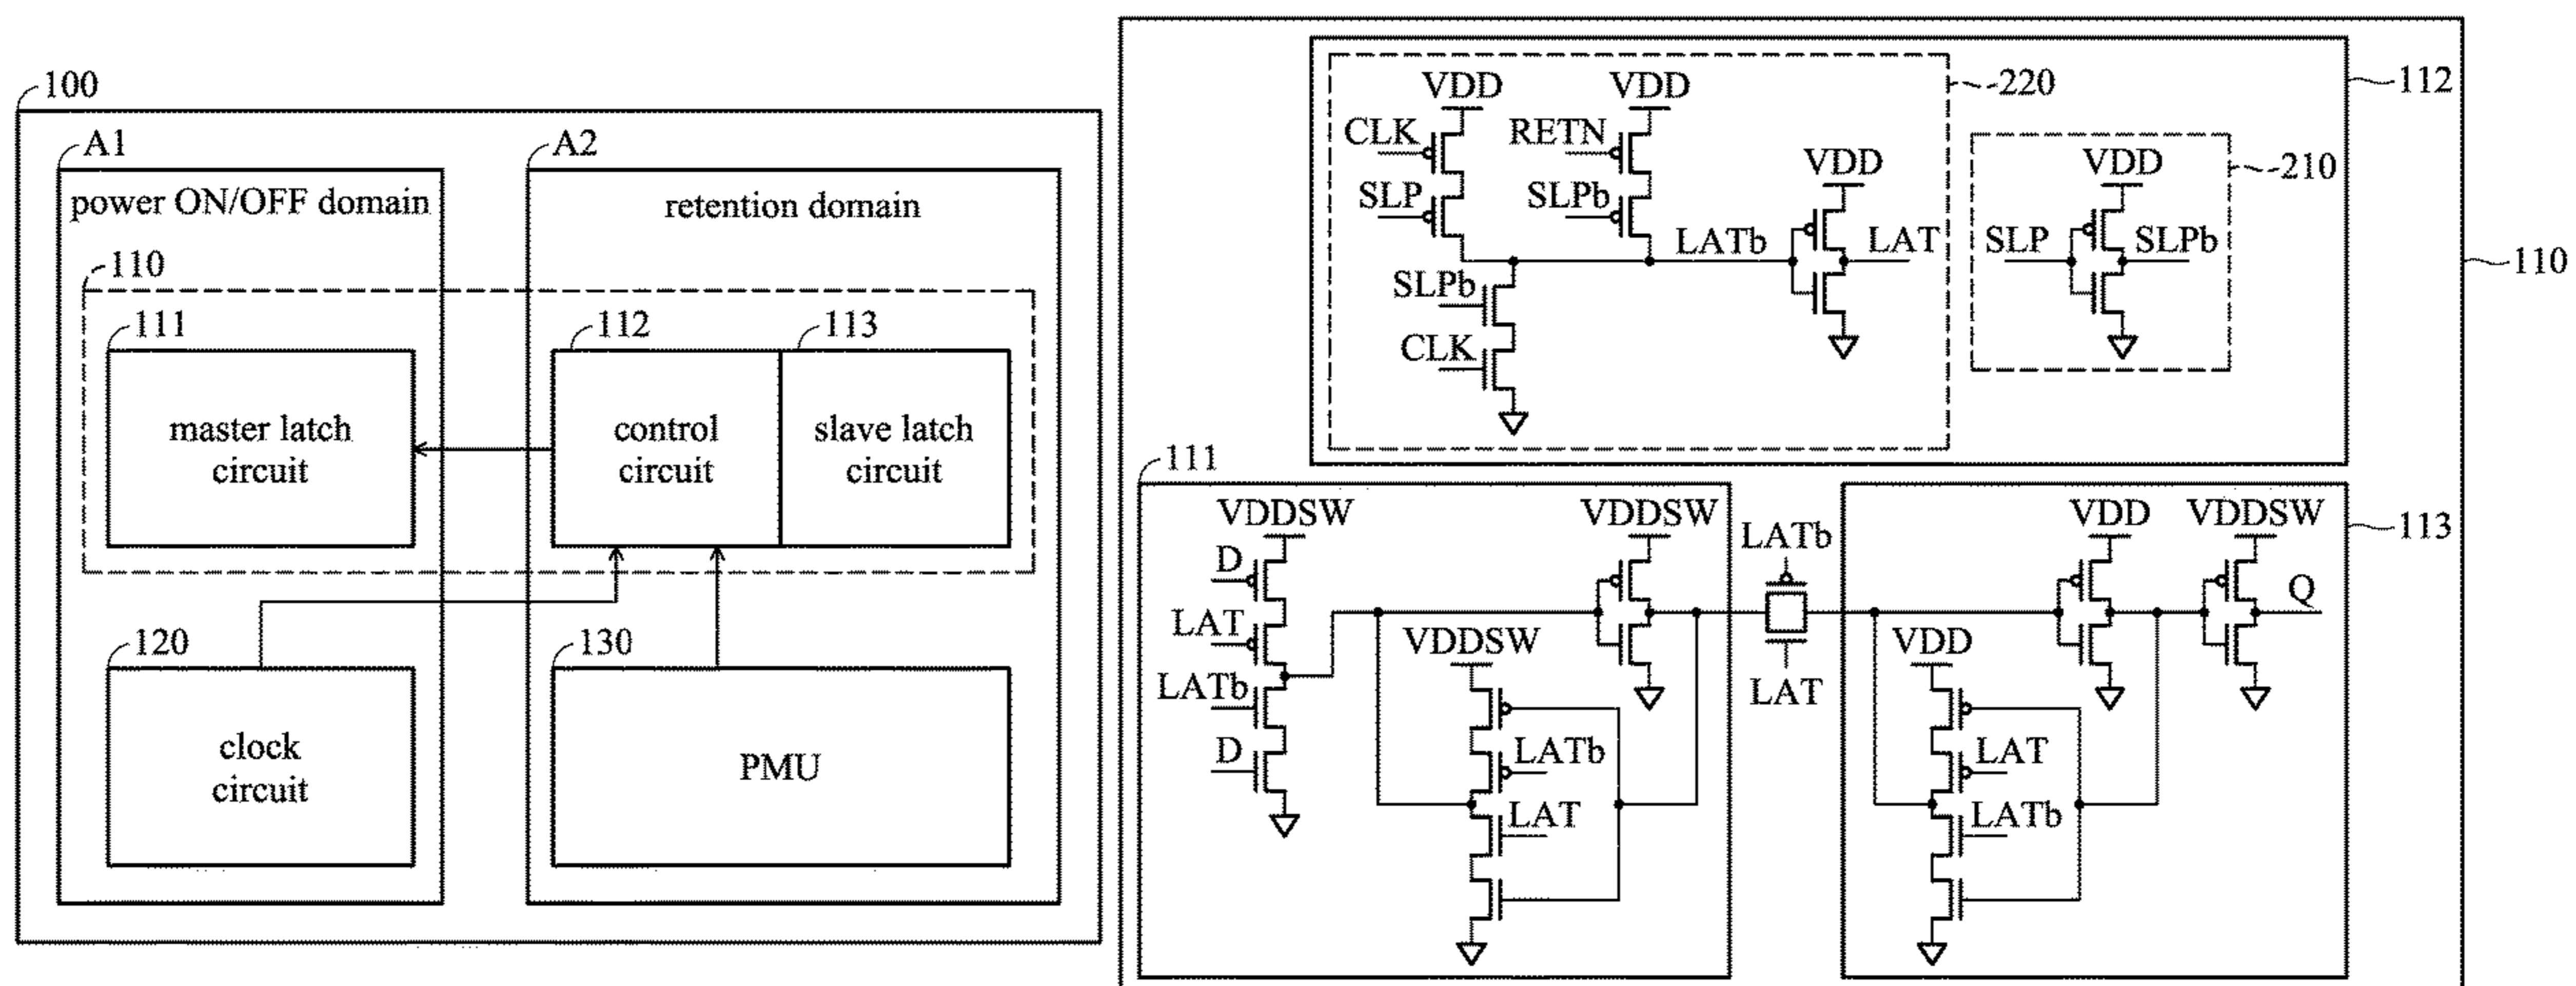 100
A1
power ON/OFF domain
A2
retention domain
110
111
master latch
circuit
112
control
circuit
113
slave latch
circuit
120
clock
circuit
130
PMU
110
112
220
VDD
CLK
SLP
VDD
RETN
SLPb
LATb
VDD
LAT
SLPb
CLK
210
VDD
SLP
SLPb
111
VDDSW
D
LAT
LATb
D
VDDSW
VDDSW
LATb
LAT
LATb
LAT
113
VDD
VDDSW
Q
VDD
LAT
LATb